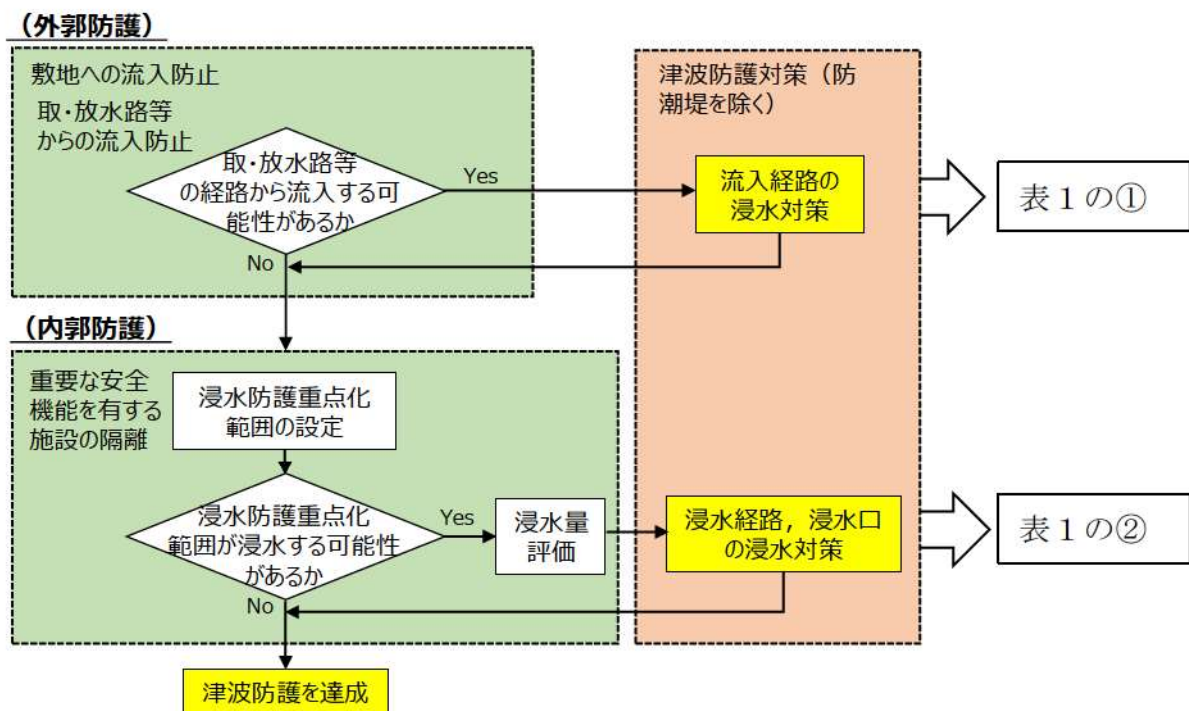 （外郭防護）
敷地への流入防止
取・放水路等
からの流入防止
取・放水路等
の経路から流入する可
能性があるか
Yes
No
津波防護対策（防
潮堤を除く）
流入経路の
浸水対策
表１の①
（内郭防護）
重要な安全
機能を有する
施設の隔離
浸水防護重点化
範囲の設定
浸水防護重点化
範囲が浸水する可能性
があるか
Yes
No
浸水量
評価
浸水経路，浸水口
の浸水対策
表１の②
津波防護を達成